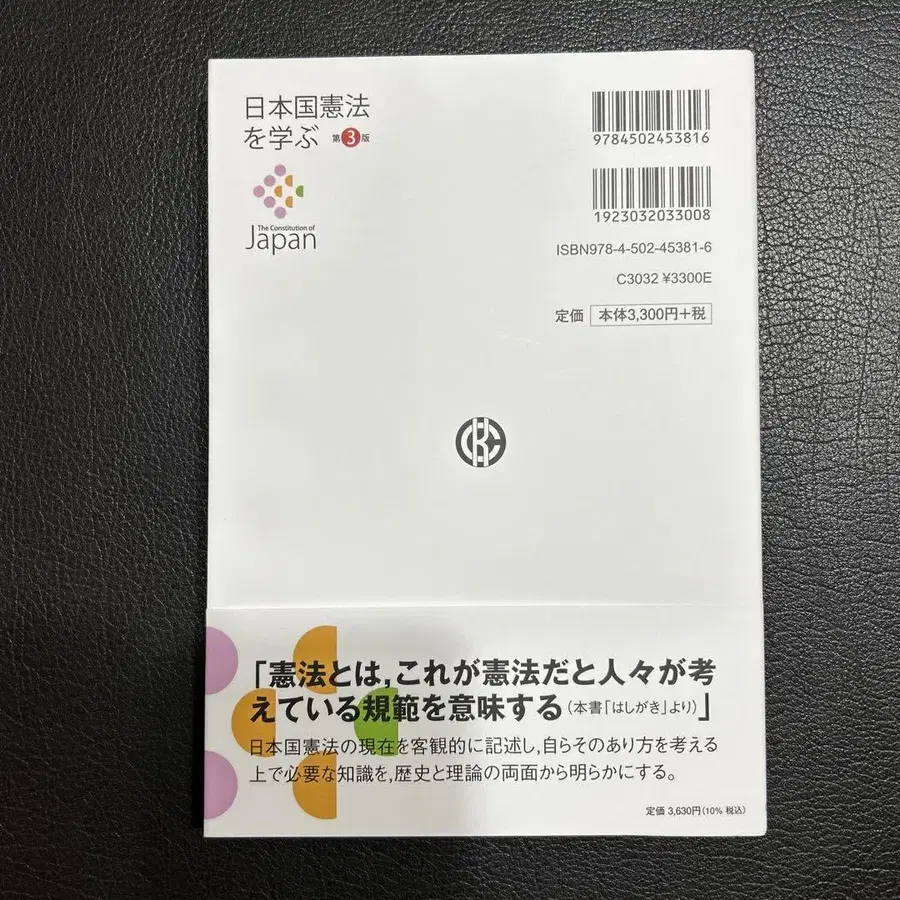 日本国憲法
を学ぶ 第3版
The Constitution of
Japan
9784502453816
1923032033008
ISBN978-4-502-45381-6
C3032 ¥3300E
定価 本体3,300円+税
「憲法とは,これが憲法だと人々が考
えている規範を意味する(本書「はしがき」より)」
日本国憲法の現在を客観的に記述し,自らそのあり方を考える
上で必要な知識を,歴史と理論の両面から明らかにする。
定価 3,630円(10% 税込)